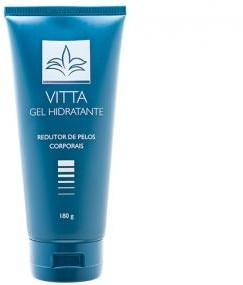 VITTA
GEL HIDRATANTE
REDUTOR DE PELOS
CORPORAIS
180 g